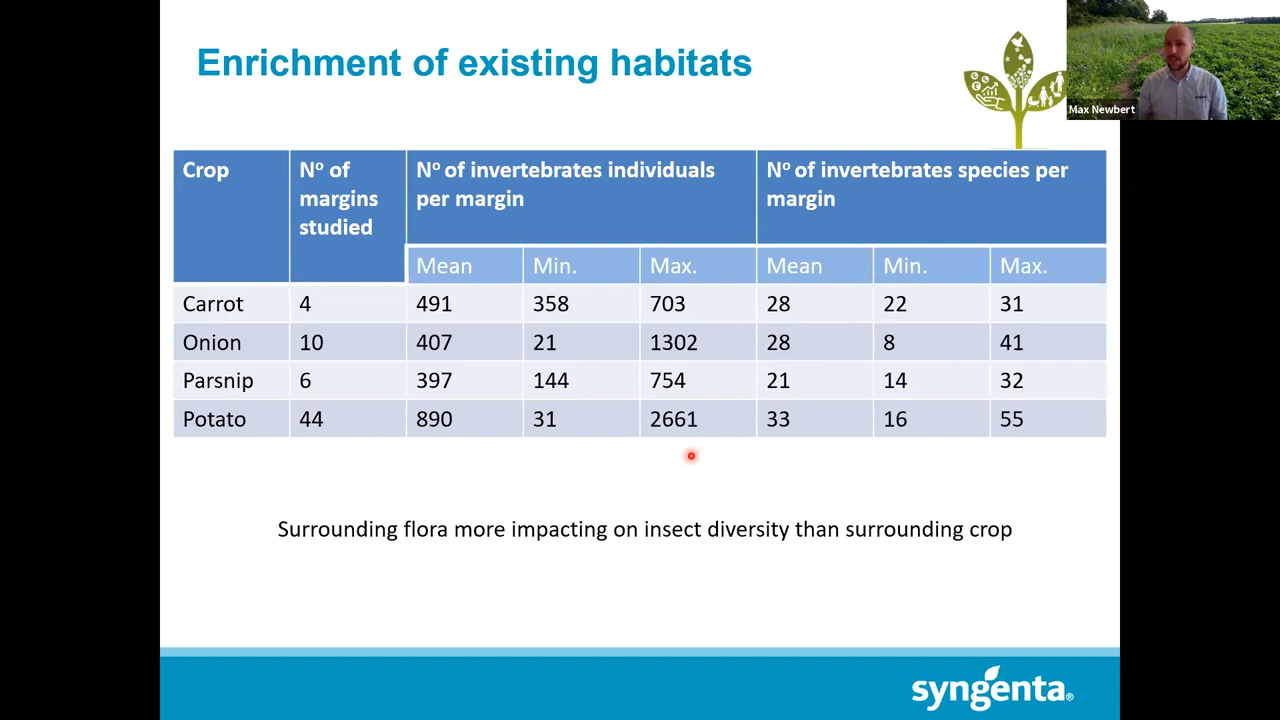 Enrichment of existing habitats
Max Newbert
Crop
Nº of margins studied
Nº of invertebrates individuals per margin
Nº of invertebrates species per margin
Mean Min. Max. Mean Min. Max.
Carrot 4 491 358 703 28 22 31
Onion 10 407 21 1302 28 8 41
Parsnip 6 397 144 754 21 14 32
Potato 44 890 31 2661 33 16 55
Surrounding flora more impacting on insect diversity than surrounding crop
syngenta®